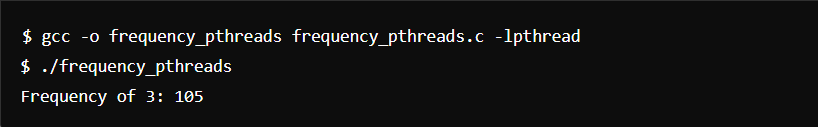 $ gcc -o frequency_pthreads frequency_pthreads.c -lpthread
$ ./frequency_pthreads
Frequency of 3: 105